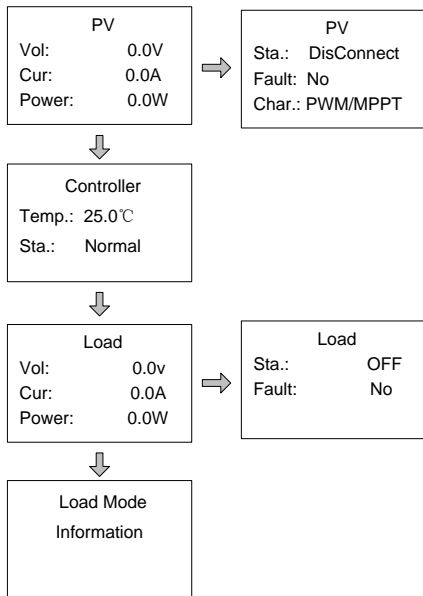 PV
Vol: 0.0V
Cur: 0.0A
Power: 0.0W
PV
Sta.: DisConnect
Fault: No
Char.: PWM/MPPT
Controller
Temp.: 25.0℃
Sta.: Normal
Load
Vol: 0.0v
Cur: 0.0A
Power: 0.0W
Load
Sta.: OFF
Fault: No
Load Mode
Information